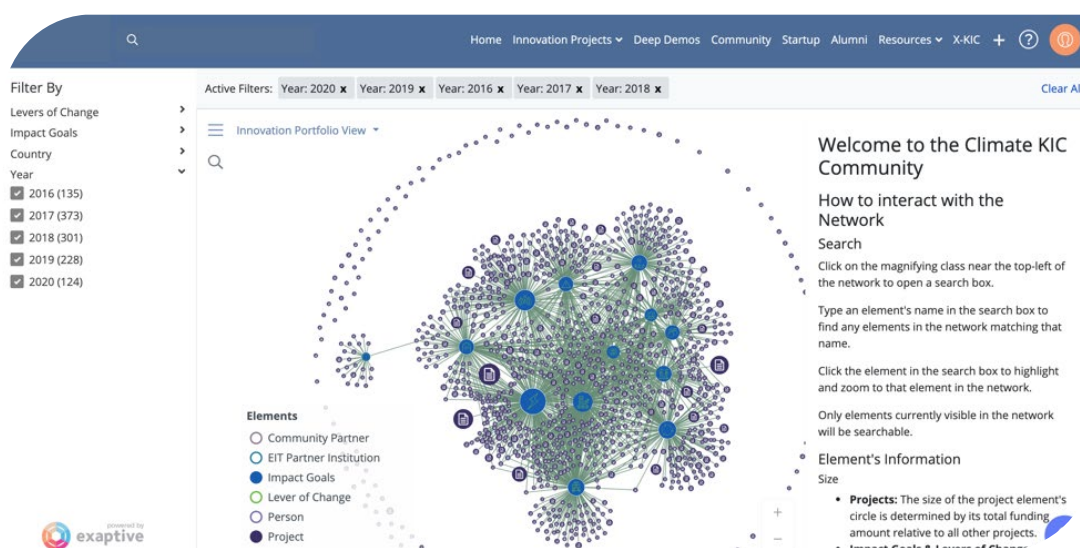 Home Innovation Projects Deep Demos Community Startup Alumni Resources X-KIC + ?
Filter By
Levers of Change
Impact Goals
Country
Year
2016 (135)
2017 (373)
2018 (301)
2019 (228)
2020 (124)
Active Filters: Year: 2020 x Year: 2019 x Year: 2016 x Year: 2017 x Year: 2018 x
Clear Al
Innovation Portfolio View
Elements
Community Partner
EIT Partner Institution
Impact Goals
Lever of Change
Person
Project
+
−
Welcome to the Climate KIC
Community
How to interact with the
Network
Search
Click on the magnifying class near the top-left of
the network to open a search box.
Type an element's name in the search box to
find any elements in the network matching that
name.
Click the element in the search box to highlight
and zoom to that element in the network.
Only elements currently visible in the network
will be searchable.
Element's Information
Size
• Projects: The size of the project element's
circle is determined by its total funding
amount relative to all other projects.
• Impact Goals & Levers of Change:
powered by
exaptive